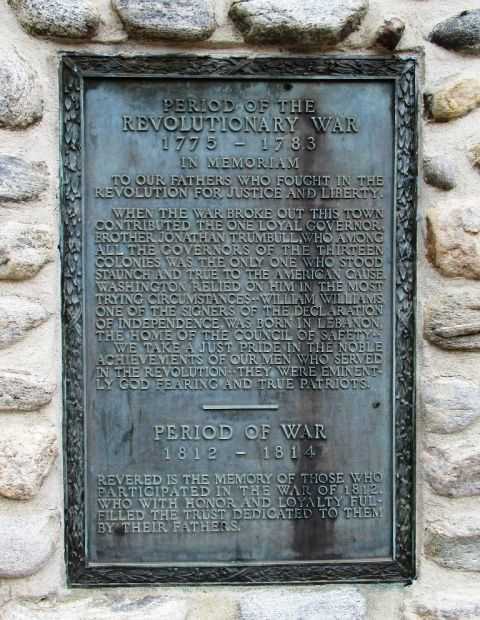 PERIOD OF THE
REVOLUTIONARY WAR
1775 – 1783
IN MEMORIAM
TO OUR FATHERS WHO FOUGHT IN THE
REVOLUTION FOR JUSTICE AND LIBERTY.
WHEN THE WAR BROKE OUT THIS TOWN
CONTRIBUTED THE ONE LOYAL GOVERNOR,
BROTHER JONATHAN TRUMBULL, WHO AMONG
ALL THE GOVERNORS OF THE THIRTEEN
COLONIES WAS THE ONLY ONE WHO STOOD
STAUNCH AND TRUE TO THE AMERICAN CAUSE.
WASHINGTON RELIED ON HIM IN THE MOST
TRYING CIRCUMSTANCES-- WILLIAM WILLIAMS,
ONE OF THE SIGNERS OF THE DECLARATION
OF INDEPENDENCE WAS BORN IN LEBANON,
THE HOME OF THE COUNCIL OF SAFETY.
WE TAKE A JUST PRIDE IN THE NOBLE
ACHIEVEMENTS OF OUR MEN WHO SERVED
IN THE REVOLUTION-- THEY WERE EMINENT-
LY GOD FEARING AND TRUE PATRIOTS.
PERIOD OF WAR
1812 – 1814
REVERED IS THE MEMORY OF THOSE WHO
PARTICIPATED IN THE WAR OF 1812,
WHO WITH HONOR AND LOYALTY FUL-
FILLED THE TRUST DEDICATED TO THEM
BY THEIR FATHERS.